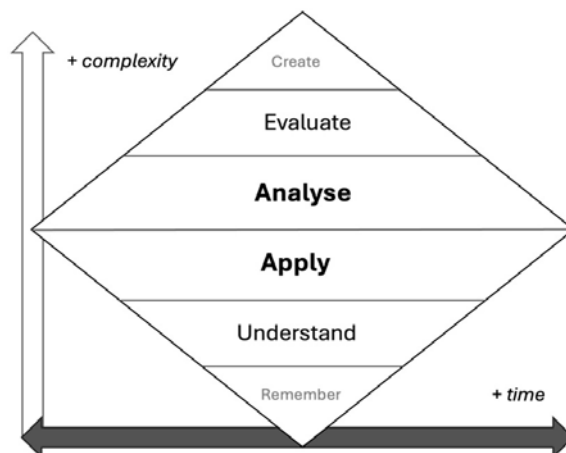 + complexity
Create
Evaluate
Analyse
Apply
Understand
Remember
+ time